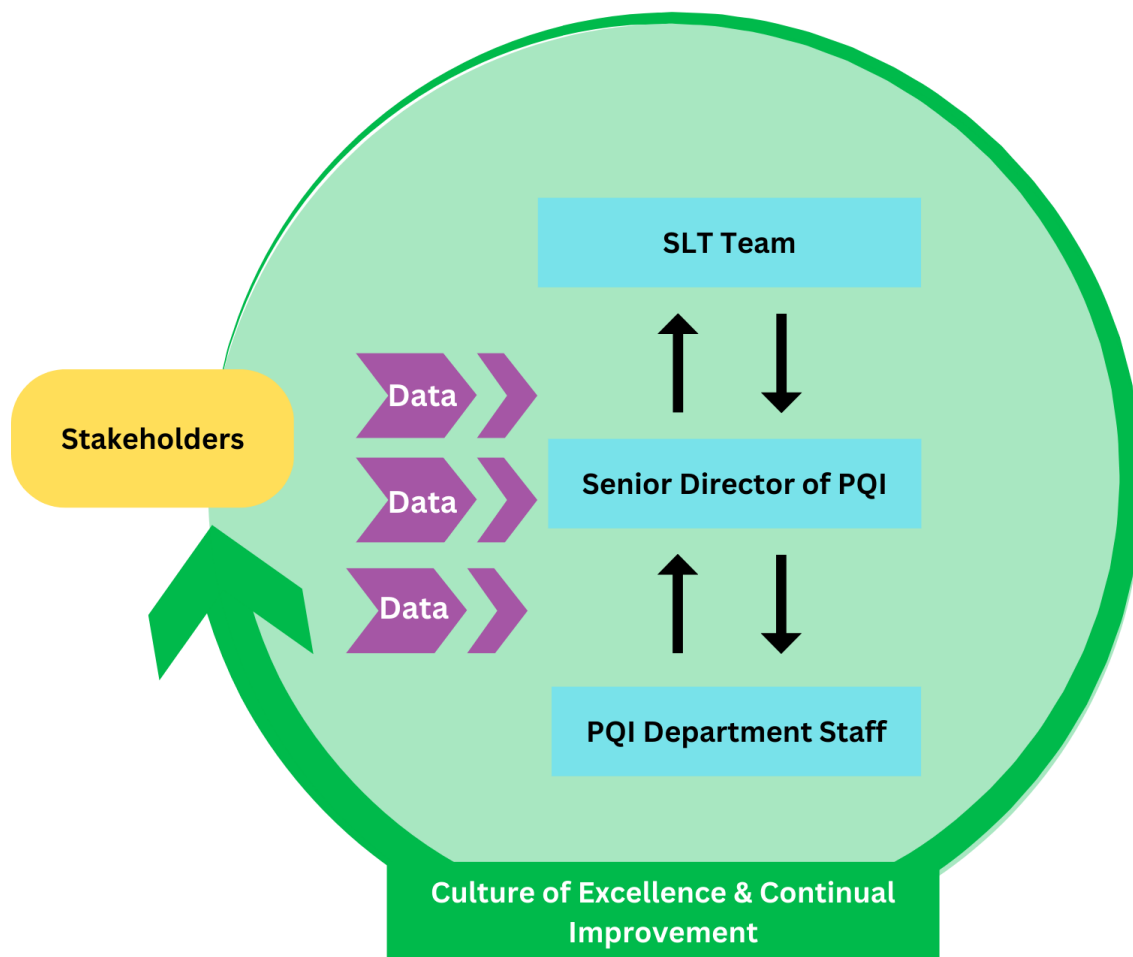 SLT Team
Data
Stakeholders
Senior Director of PQI
Data
Data
PQI Department Staff
Culture of Excellence & Continual
Improvement